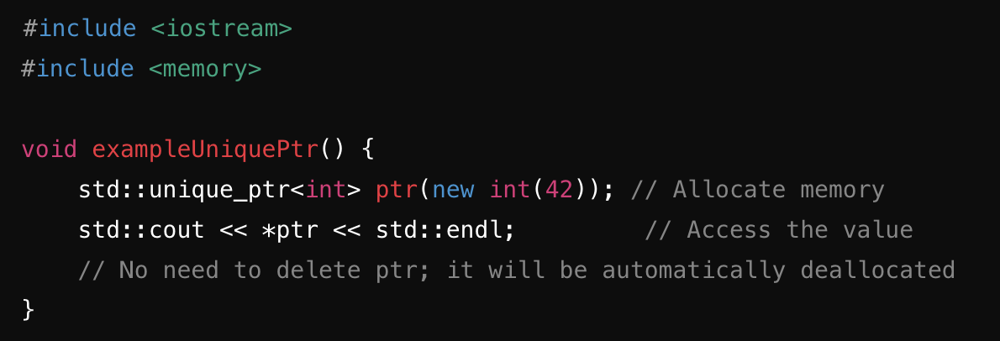 #include <iostream>
#include <memory>

void exampleUniquePtr() {
    std::unique_ptr<int> ptr(new int(42)); // Allocate memory
    std::cout << *ptr << std::endl;         // Access the value
    // No need to delete ptr; it will be automatically deallocated
}